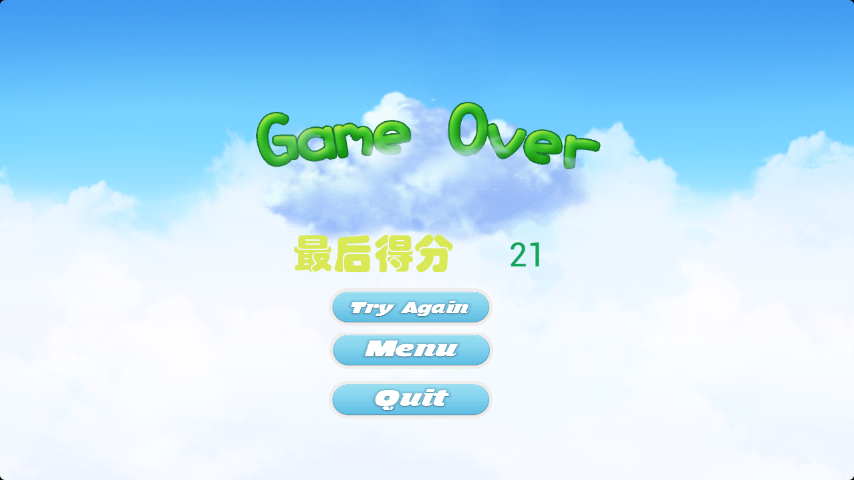 Game Over
最后得分 21
Try Again
Menu
Quit